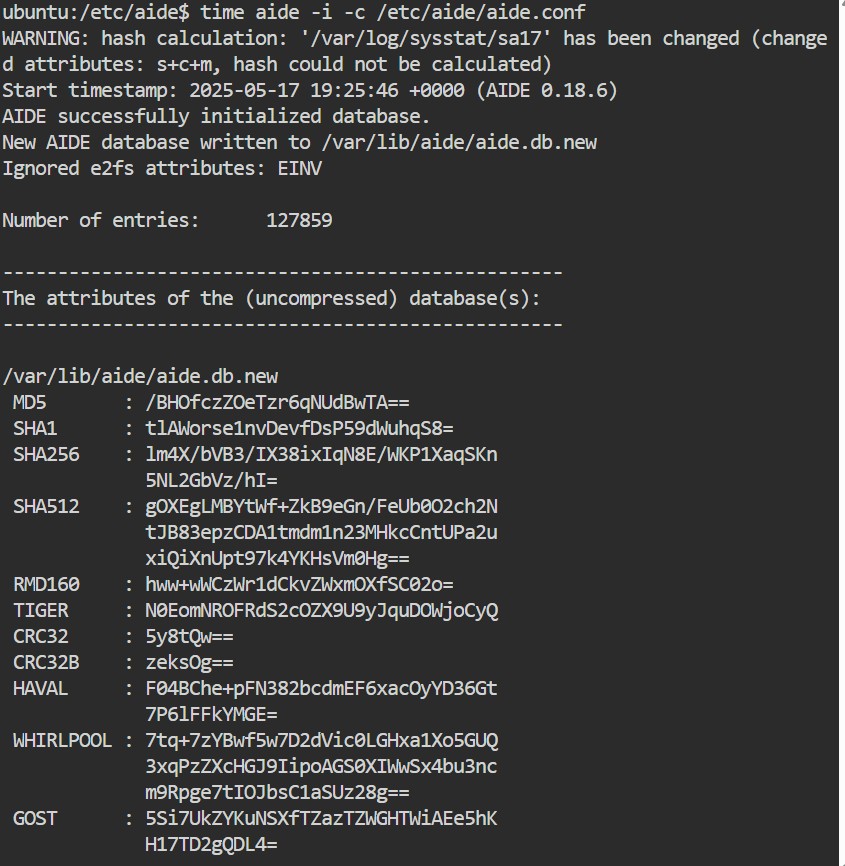 ubuntu:/etc/aide$ time aide -i -c /etc/aide/aide.conf
WARNING: hash calculation: '/var/log/sysstat/sa17' has been changed (change
d attributes: s+c+m, hash could not be calculated)
Start timestamp: 2025-05-17 19:25:46 +0000 (AIDE 0.18.6)
AIDE successfully initialized database.
New AIDE database written to /var/lib/aide/aide.db.new
Ignored e2fs attributes: EINV
Number of entries:      127859
---------------------------------------------------
The attributes of the (uncompressed) database(s):
---------------------------------------------------
/var/lib/aide/aide.db.new
 MD5       : /BHOfczZOeTzr6qNUdBwTA==
 SHA1      : tlAWorse1nvDevfDsP59dWuhqS8=
 SHA256    : lm4X/bVB3/IX38ixIqN8E/WKP1XaqSKn
             5NL2GbVz/hI=
 SHA512    : gOXEgLMBYtWf+ZkB9eGn/FeUb0O2ch2N
             tJB83epzCDA1tmdm1n23MHkcCntUPa2u
             xiQiXnUpt97k4YKHsVm0Hg==
 RMD160    : hww+wWCzWr1dCkvZWxmOXfSC02o=
 TIGER     : N0EomNROFRdS2cOZX9U9yJquDOWjoCyQ
 CRC32     : 5y8tQw==
 CRC32B    : zeksOg==
 HAVAL     : F04BChe+pFN382bcdmEF6xacOyYD36Gt
             7P6lFFkYMGE=
 WHIRLPOOL : 7tq+7zYBwf5w7D2dVic0LGHxa1Xo5GUQ
             3xqPzZXcHGJ9IipoAGS0XIWwSx4bu3nc
             m9Rpge7tIOJbsC1aSUz28g==
 GOST      : 5Si7UkZYKuNSXfTZazTZWGHTWiAEe5hK
             H17TD2gQDL4=